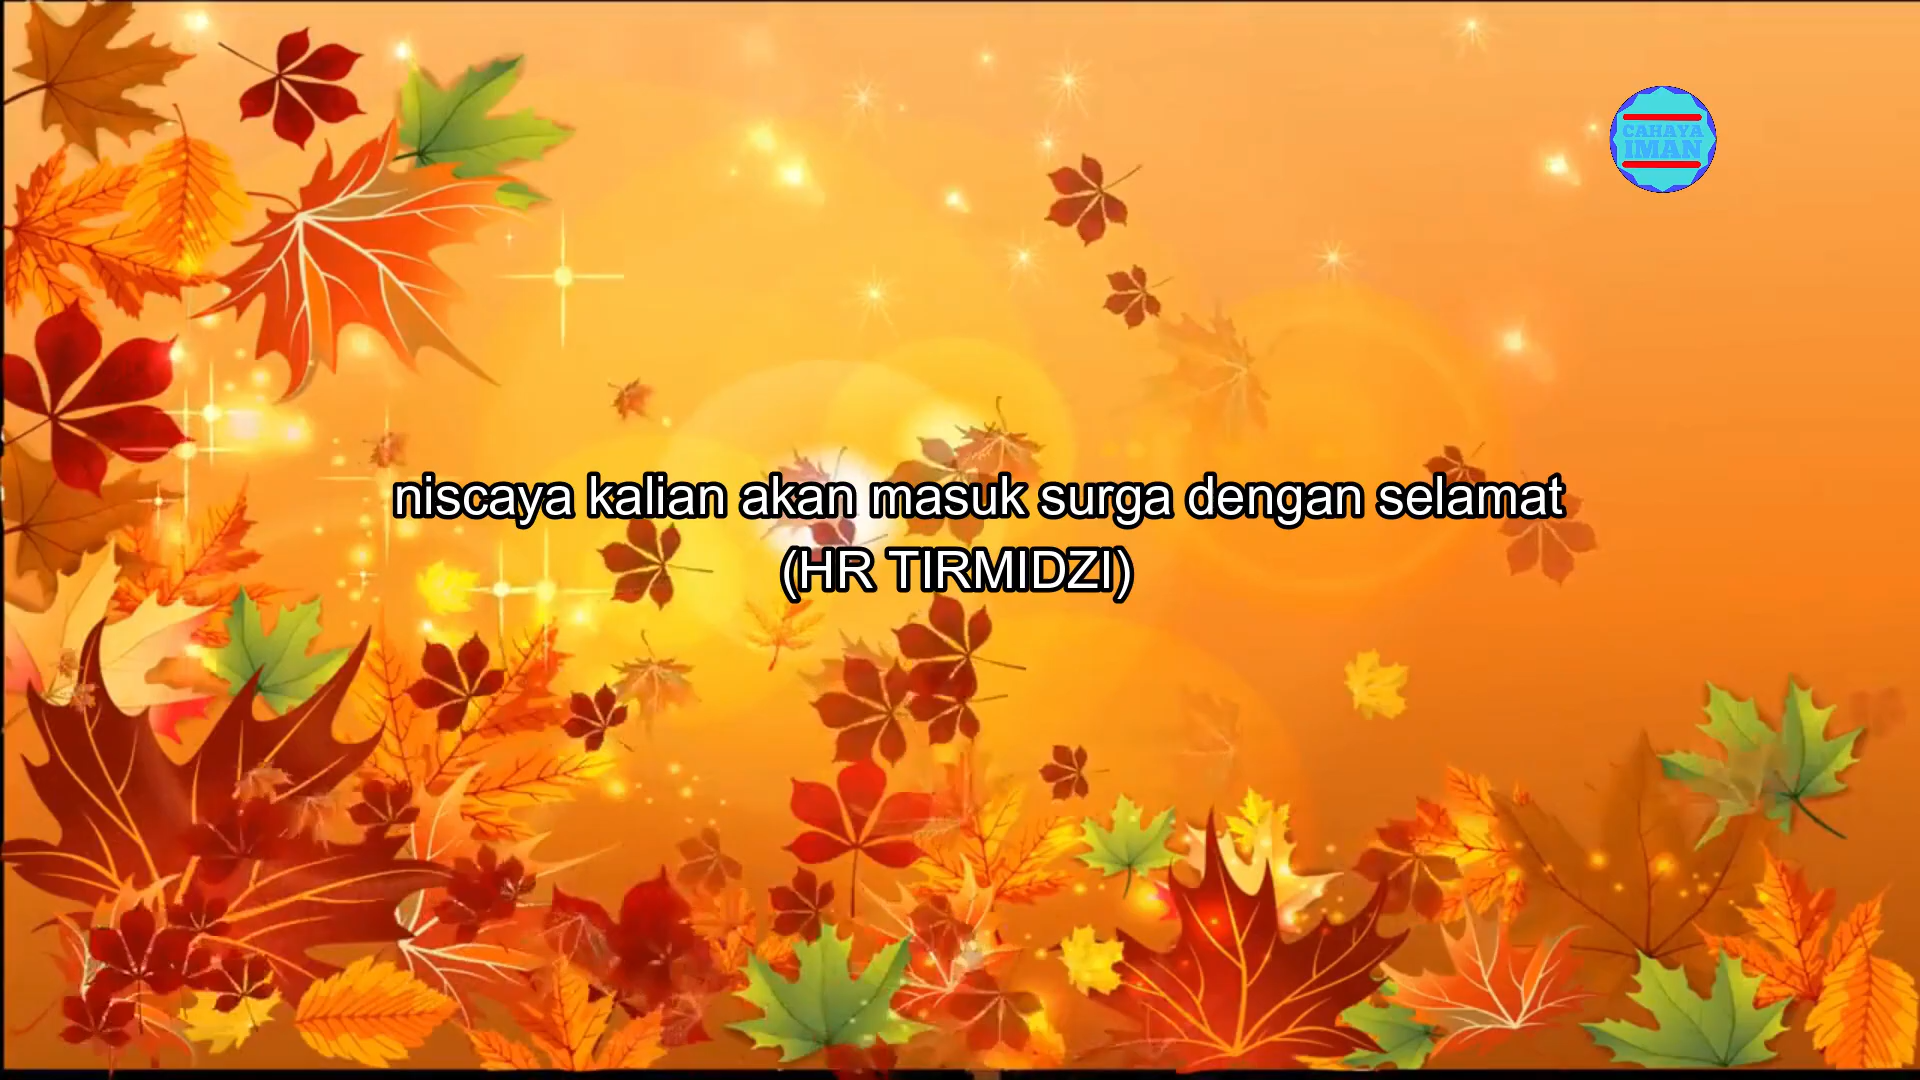 CAHAYA
IMAN
niscaya kalian akan masuk surga dengan selamat
(HR TIRMIDZI)